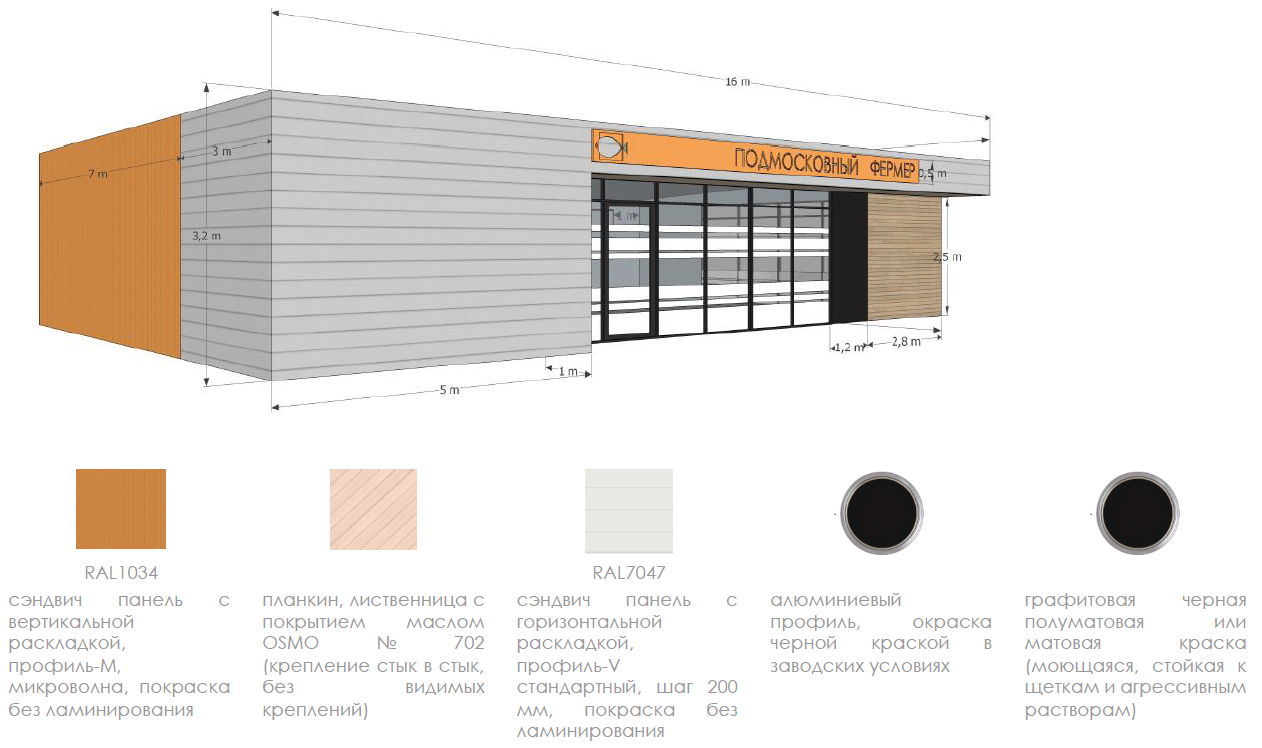 16 m
3 m
7 m
ПОДМОСКОВНЫЙ ФЕРМЕР
0,5 m
1 m
3,2 m
2,5 m
1,2 m
2,8 m
1 m
5 m
RAL1034
сэндвич панель с
вертикальной
раскладкой,
профиль-М,
микроволна, покраска
без ламинирования
планкин, лиственница с
покрытием маслом
OSMO № 702
(крепление стык в стык,
без видимых
креплений)
RAL7047
сэндвич панель с
горизонтальной
раскладкой,
профиль-V
стандартный, шаг 200
мм, покраска без
ламинирования
алюминиевый
профиль, окраска
черной краской в
заводских условиях
графитовая черная
полуматовая или
матовая краска
(моющаяся, стойкая к
щеткам и агрессивным
растворам)